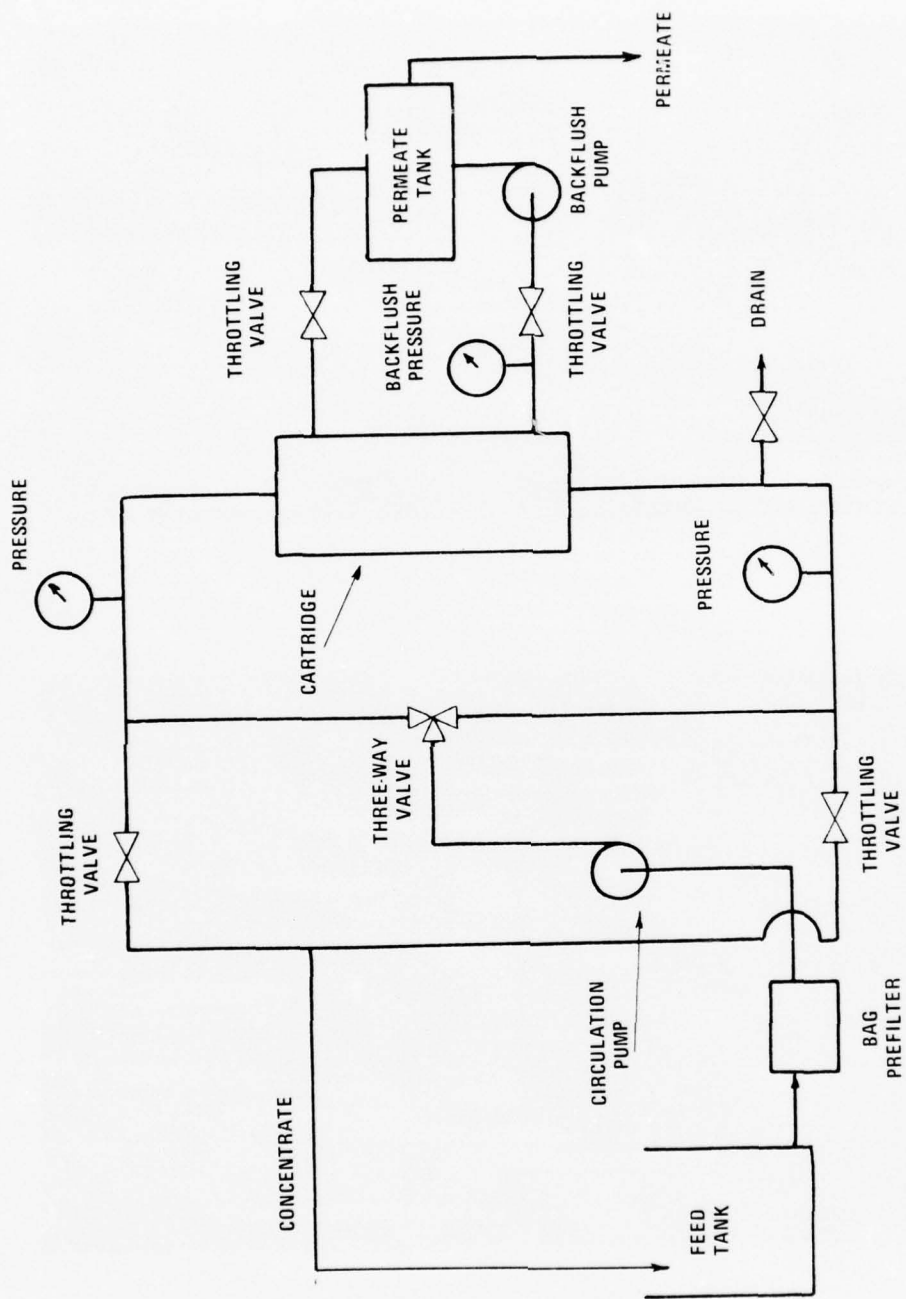 PRESSURE
THROTTLING
VALVE
THROTTLING
VALVE
PERMEATE
TANK
BACKFLUSH
PRESSURE
THROTTLING
VALVE
BACKFLUSH
PUMP
PERMEATE
CARTRIDGE
CONCENTRATE
THREE-WAY
VALVE
CIRCULATION
PUMP
PRESSURE
DRAIN
FEED
TANK
BAG
PREFILTER
THROTTLING
VALVE